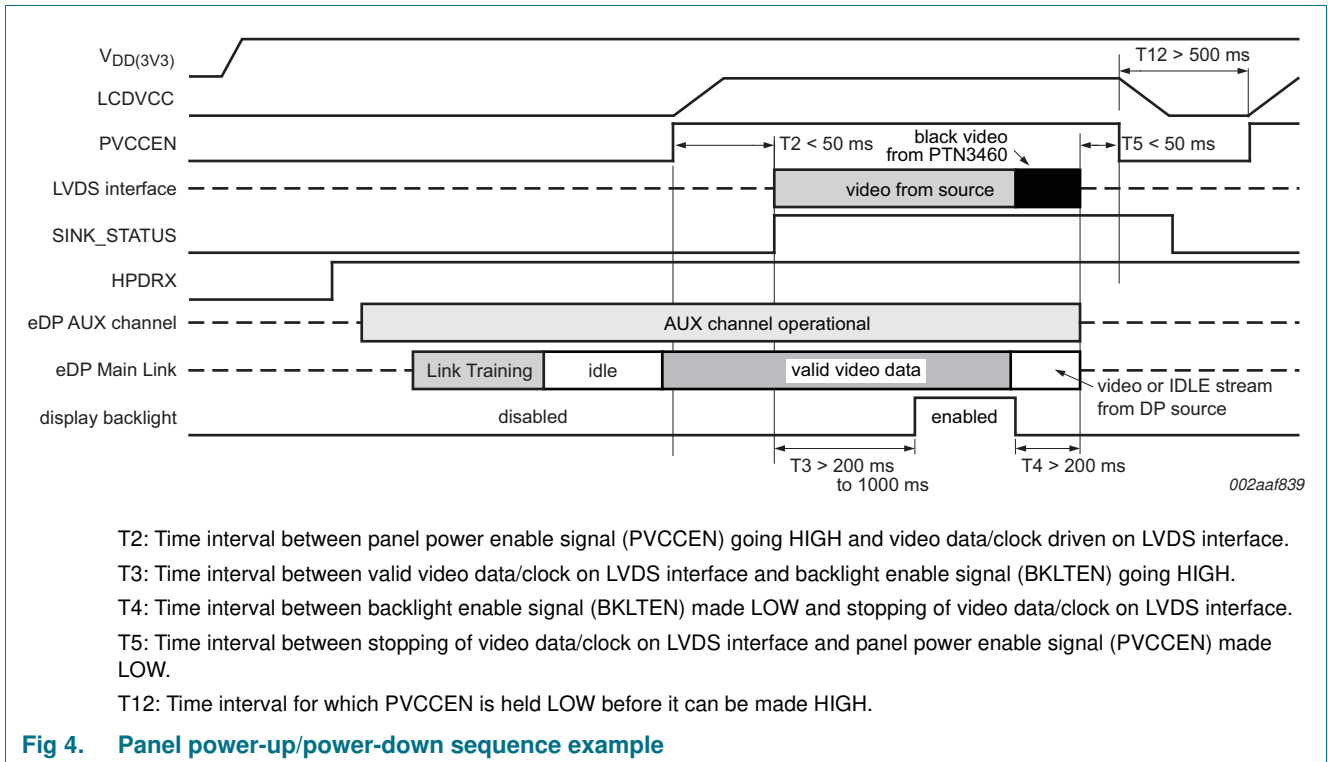 VDD(3V3)
T12 > 500 ms
LCDVCC
PVCCEN
T2 < 50 ms
black video
from PTN3460
T5 < 50 ms
LVDS interface
video from source
SINK_STATUS
HPDRX
eDP AUX channel
AUX channel operational
eDP Main Link
Link Training
idle
valid video data
video or IDLE stream
from DP source
display backlight
disabled
enabled
T3 > 200 ms
to 1000 ms
T4 > 200 ms
002aaf839
T2: Time interval between panel power enable signal (PVCCEN) going HIGH and video data/clock driven on LVDS interface.
T3: Time interval between valid video data/clock on LVDS interface and backlight enable signal (BKLTEN) going HIGH.
T4: Time interval between backlight enable signal (BKLTEN) made LOW and stopping of video data/clock on LVDS interface.
T5: Time interval between stopping of video data/clock on LVDS interface and panel power enable signal (PVCCEN) made
LOW.
T12: Time interval for which PVCCEN is held LOW before it can be made HIGH.
Fig 4. Panel power-up/power-down sequence example